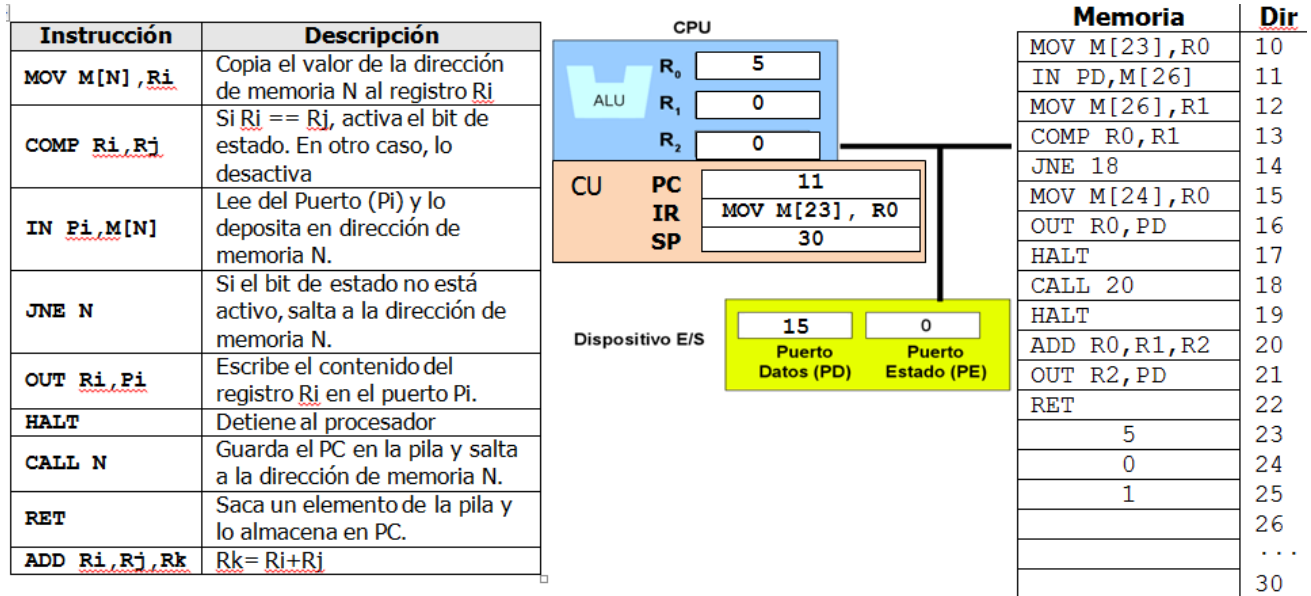 Instrucción Descripción
MOV M[N],Ri Copia el valor de la dirección
de memoria N al registro Ri
COMP Ri,Rj Si Ri == Rj, activa el bit de
estado. En otro caso, lo
desactiva
IN Pi,M[N] Lee del Puerto (Pi) y lo
deposita en dirección de
memoria N.
JNE N Si el bit de estado no está
activo, salta a la dirección de
memoria N.
OUT Ri,Pi Escribe el contenido del
registro Ri en el puerto Pi.
HALT Detiene al procesador
CALL N Guarda el PC en la pila y salta
a la dirección de memoria N.
RET Saca un elemento de la pila y
lo almacena en PC.
ADD Ri,Rj,Rk Rk= Ri+Rj
CPU
ALU
R0 5
R1 0
R2 0
CU
PC 11
IR MOV M[23], R0
SP 30
Dispositivo E/S
15 0
Puerto Puerto
Datos (PD) Estado (PE)
Memoria Dir
MOV M[23],R0 10
IN PD,M[26] 11
MOV M[26],R1 12
COMP R0,R1 13
JNE 18 14
MOV M[24],R0 15
OUT R0,PD 16
HALT 17
CALL 20 18
HALT 19
ADD R0,R1,R2 20
OUT R2,PD 21
RET 22
5 23
0 24
1 25
26
...
30